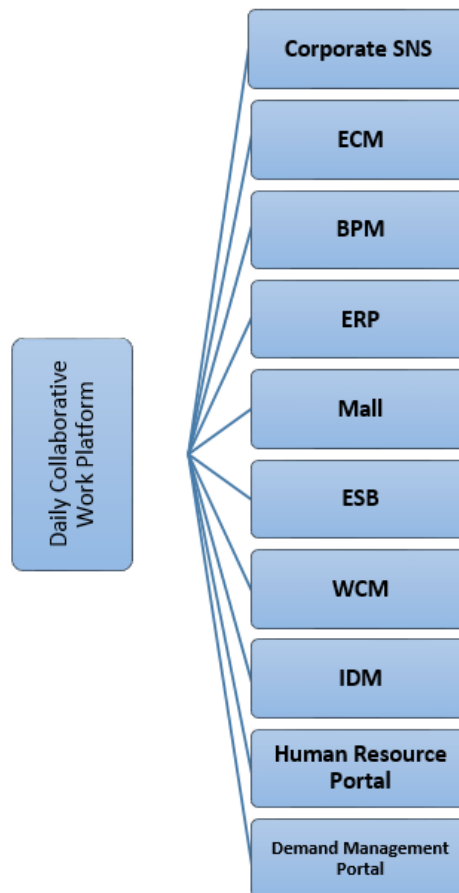 Corporate SNS
ECM
BPM
ERP
Mall
ESB
WCM
IDM
Human Resource
Portal
Demand Management
Portal
Daily Collaborative
Work Platform